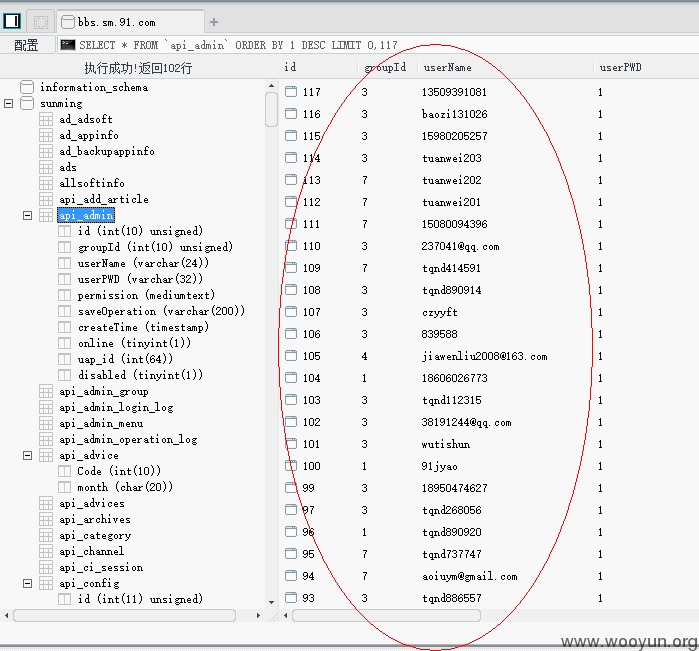 bbs.sm.91.com
配置
SELECT * FROM `api_admin` ORDER BY 1 DESC LIMIT 0,117
执行成功!返回102行
information_schema
sunming
ad_adsoft
ad_appinfo
ad_backupappinfo
ads
allsoftinfo
api_add_article
api_admin
id (int(10) unsigned)
groupId (int(10) unsigned)
userName (varchar(24))
userPWD (varchar(32))
permission (mediumtext)
saveOperation (varchar(200))
createTime (timestamp)
online (tinyint(1))
uap_id (int(64))
disabled (tinyint(1))
api_admin_group
api_admin_login_log
api_admin_menu
api_admin_operation_log
api_advice
Code (int(10))
month (char(20))
api_advices
api_archives
api_category
api_channel
api_ci_session
api_config
id (int(11) unsigned)
id groupId userName userPWD
117 3 13509391081 1
116 3 baozi131026 1
115 3 15980205257 1
114 3 tuanwei203 1
113 7 tuanwei202 1
112 7 tuanwei201 1
111 7 15080094396 1
110 3 237041@qq.com 1
109 7 tqnd414591 1
108 3 tqnd890914 1
107 3 czyyft 1
106 3 839588 1
105 4 jiawenliu2008@163.com 1
104 1 18606026773 1
103 3 tqnd112315 1
102 3 38191244@qq.com 1
101 3 wutishun 1
100 1 91jyao 1
99 3 18950474627 1
97 3 tqnd268056 1
96 1 tqnd890920 1
95 7 tqnd737747 1
94 7 aoiuym@gmail.com 1
93 3 tqnd886557 1
www.wooyun.org